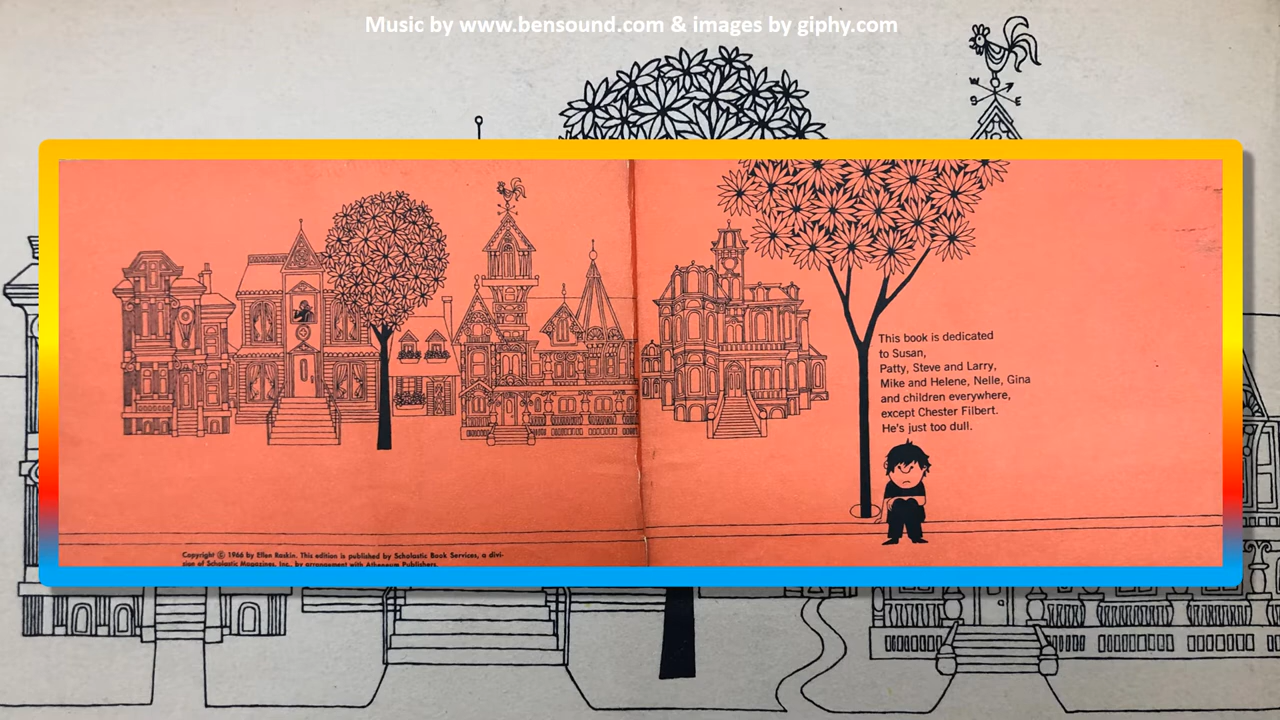 Music by www.bensound.com & images by giphy.com
W
S E
This book is dedicated
to Susan,
Patty, Steve and Larry,
Mike and Helene, Nelle, Gina
and children everywhere,
except Chester Filbert.
He's just too dull.
Copyright © 1966 by Ellen Raskin. This edition is published by Scholastic Book Services, a divi-
sion of Scholastic Magazines, Inc., by arrangement with Atheneum Publishers.